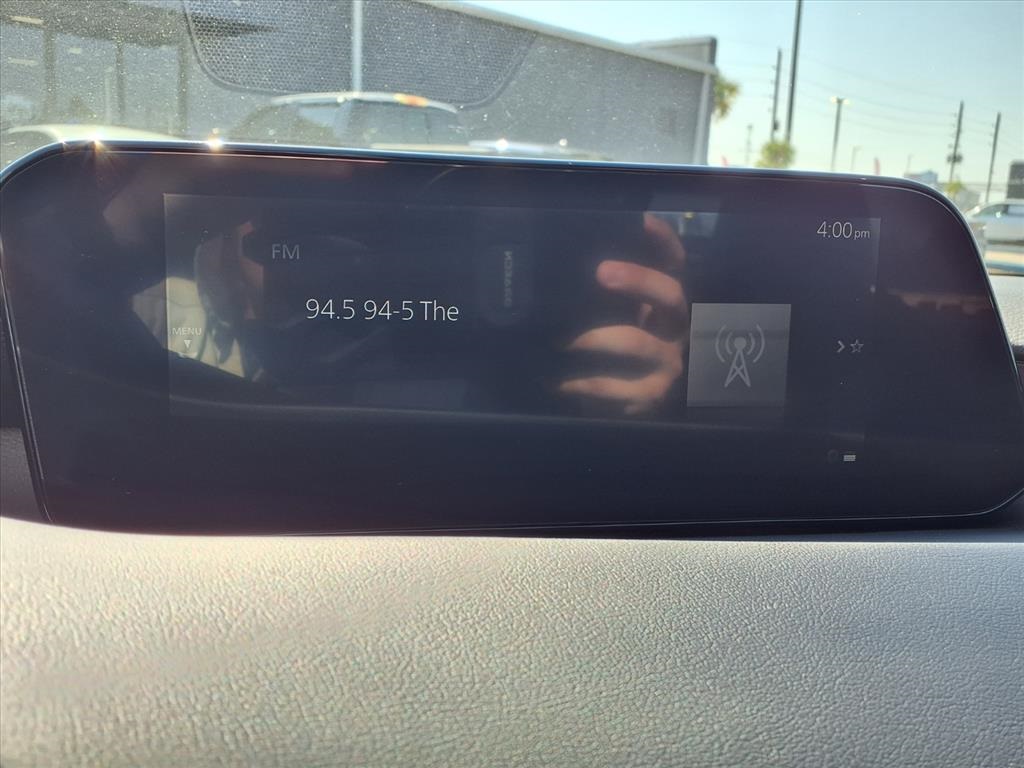 4:00pm
FM
94.5 94-5 The
MENU